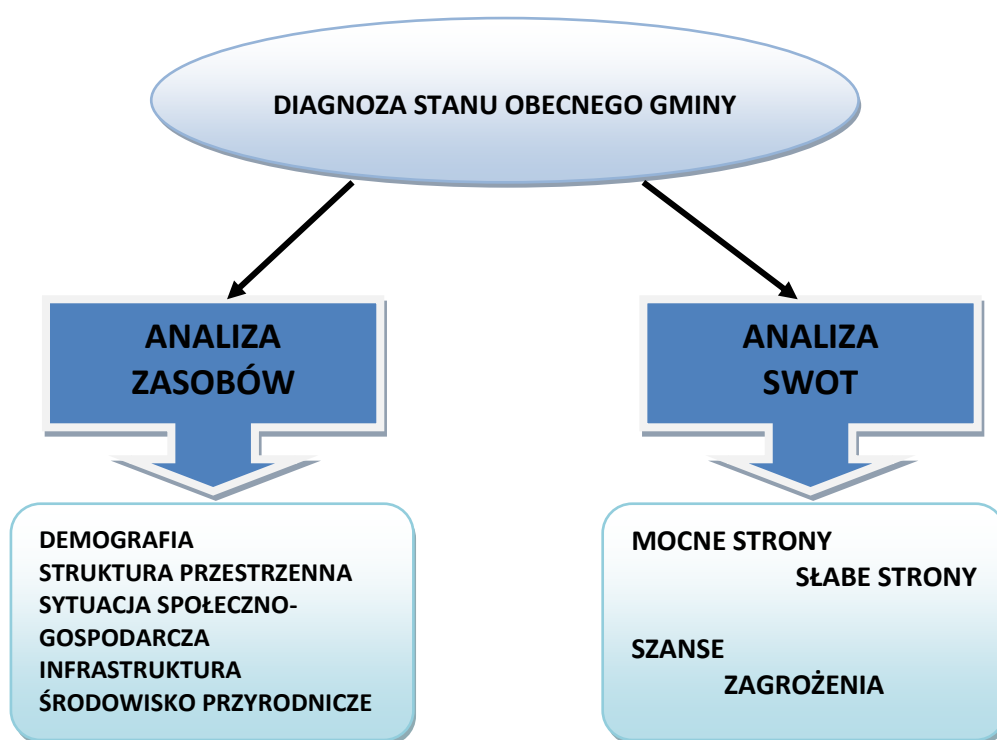 DIAGNOZA STANU OBECNEGO GMINY
ANALIZA
ZASOBÓW
ANALIZA
SWOT
DEMOGRAFIA
STRUKTURA PRZESTRZENNA
SYTUACJA SPOŁECZNO-
GOSPODARCZA
INFRASTRUKTURA
ŚRODOWISKO PRZYRODNICZE
MOCNE STRONY
SŁABE STRONY
SZANSE
ZAGROŻENIA